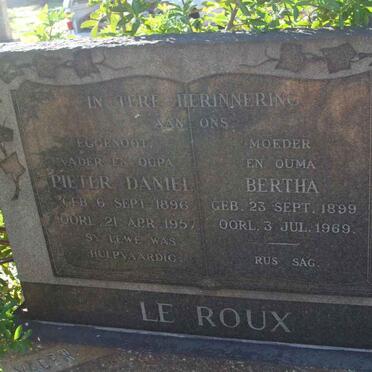 IN TERE HERINNERING
AAN ONS.
EGGENOOT,
VADER EN OUPA
PIETER DANIEL
GEB. 6 SEPT. 1896
OORL. 21 APR. 1957
SY LEWE WAS
HULPVAARDIG.
MOEDER
EN OUMA
BERTHA
GEB. 23 SEPT. 1899
OORL. 3 JUL. 1969.
RUS SAG.
LE ROUX